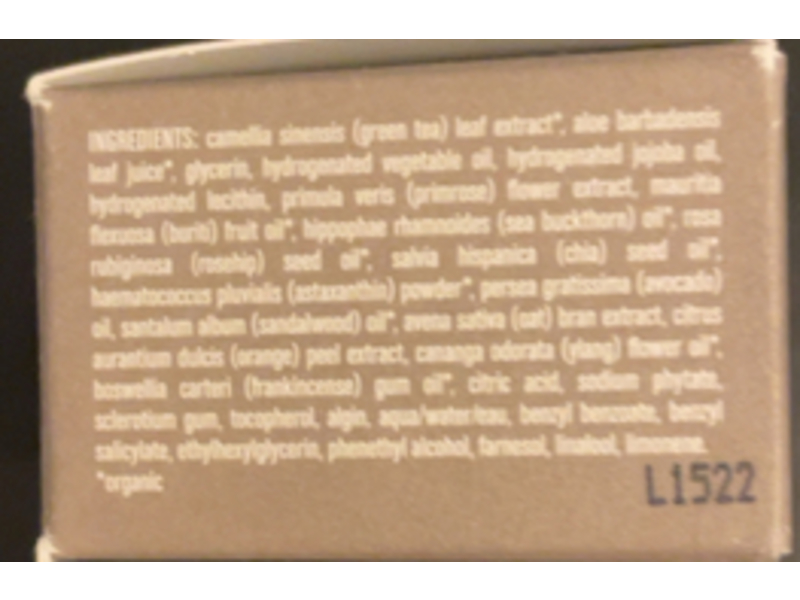 INGREDIENTS: camellia sinensis (green tea) leaf extract*, aloe barbadensis
leaf juice*, glycerin, hydrogenated vegetable oil, hydrogenated jojoba oil,
hydrogenated lecithin, primula veris (primrose) flower extract, mauritia
flexuosa (buriti) fruit oil*, hippophae rhamnoides (sea buckthorn) oil*, rosa
rubiginosa (rosehip) seed oil*, salvia hispanica (chia) seed oil*,
haematococcus pluvialis (astaxanthin) powder*, persea gratissima (avocado)
oil, santalum album (sandalwood) oil*, avena sativa (oat) bran extract, citrus
aurantium dulcis (orange) peel extract, cananga odorata (ylang) flower oil*,
boswellia carteri (frankincense) gum oil*, citric acid, sodium phytate,
sclerotium gum, tocopherol, algin, aqua/water/eau, benzyl benzoate, benzyl
salicylate, ethylhexylglycerin, phenethyl alcohol, farnesol, linalool, limonene.
*organic
L1522